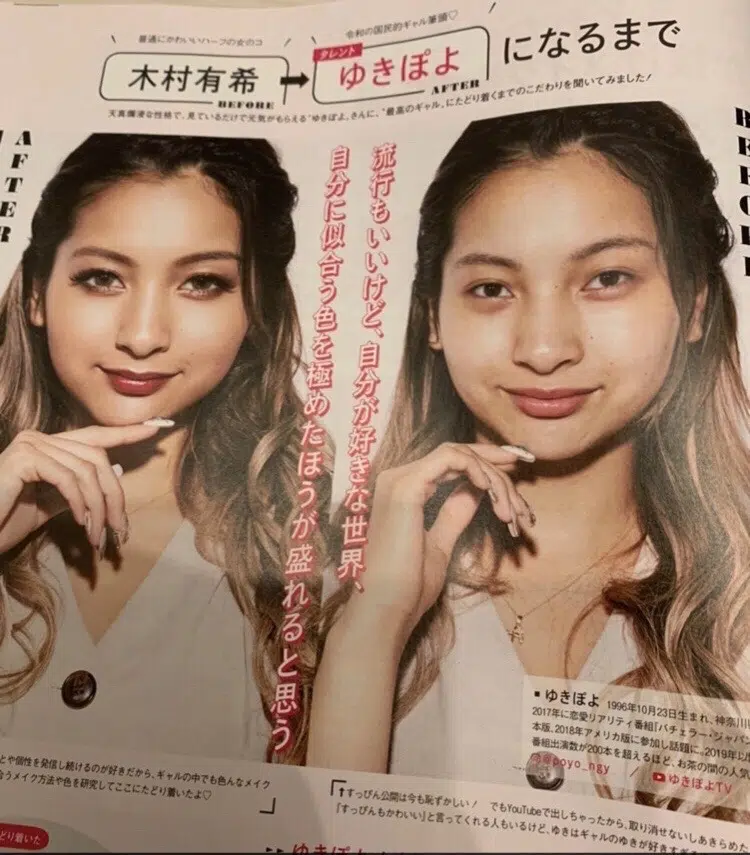 普通にかわいいハーフの女のコ
木村有希
BEFORE
令和の国民的ギャル筆頭♡
タレント
ゆきぽよ
AFTER
になるまで
天真爛漫な性格で、見ているだけで元気がもらえる"ゆきぽよ"さんに、"最高のギャル"にたどり着くまでのこだわりを聞いてみました!
AFTER
BEFORE
流行もいいけど、自分が好きな世界、
自分に似合う色を極めたほうが盛れると思う
■ゆきぽよ 1996年10月23日生まれ、神奈川
2017年に恋愛リアリティ番組『バチェラー・ジャパン
本版、2018年アメリカ版に参加し話題に。2019年以
番組出演数が200本を超えるほど、お茶の間の人気
@poyo_ngy
ゆきぽよTV
とや個性を発信し続けるのが好きだから、ギャルの中でも色んなメイク
合うメイク方法や色を研究してここにたどり着いたよ♡
↑すっぴん公開は今も恥ずかしい! でもYouTubeで出しちゃったから、取り消せないしあきらめた
「すっぴんもかわいい」と言ってくれる人もいるけど、ゆきはギャルのゆきが好きすぎ
どり着いた